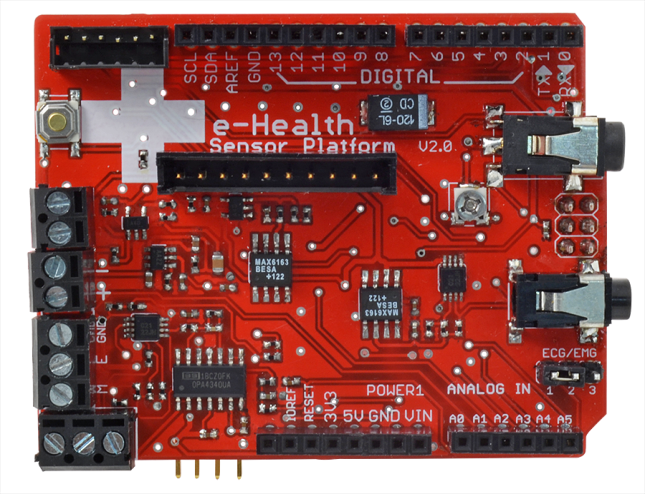 SCL SDA AREF GND 13 12 11 10 9 8 7 6 5 4 3 2 TX▶1 RX◀0
DIGITAL
120-6L
CD 2
e-Health
Sensor Platform V2.0
MAX6163
BESA
+122
MAX6163
BESA
+122
-
+
GND
E
M
18CZ0FK
OPA4340UA
ECG/EMG
1 2 3
IOREF RESET 3V3 5V GND VIN
POWER1
ANALOG IN
A0 A1 A2 A3 A4 A5